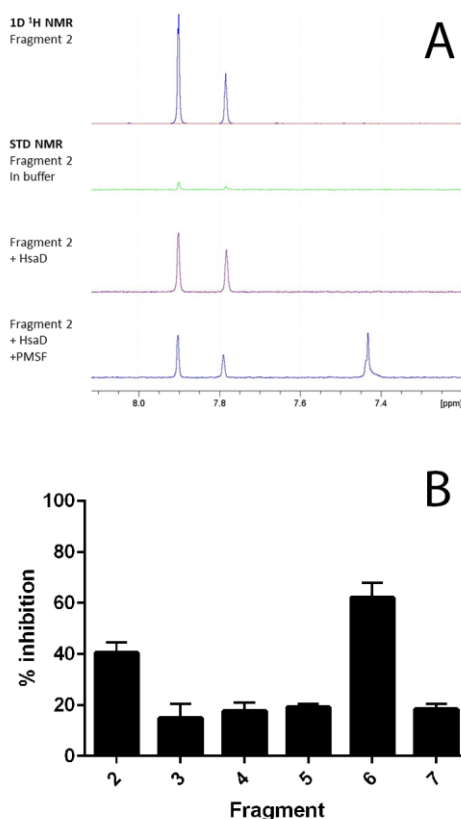 1D ¹H NMR
Fragment 2
A
STD NMR
Fragment 2
In buffer
Fragment 2
+ HsaD
Fragment 2
+ HsaD
+PMSF
8.0 7.8 7.6 7.4 [ppm]
B
% inhibition
100
80
60
40
20
0
2 3 4 5 6 7
Fragment